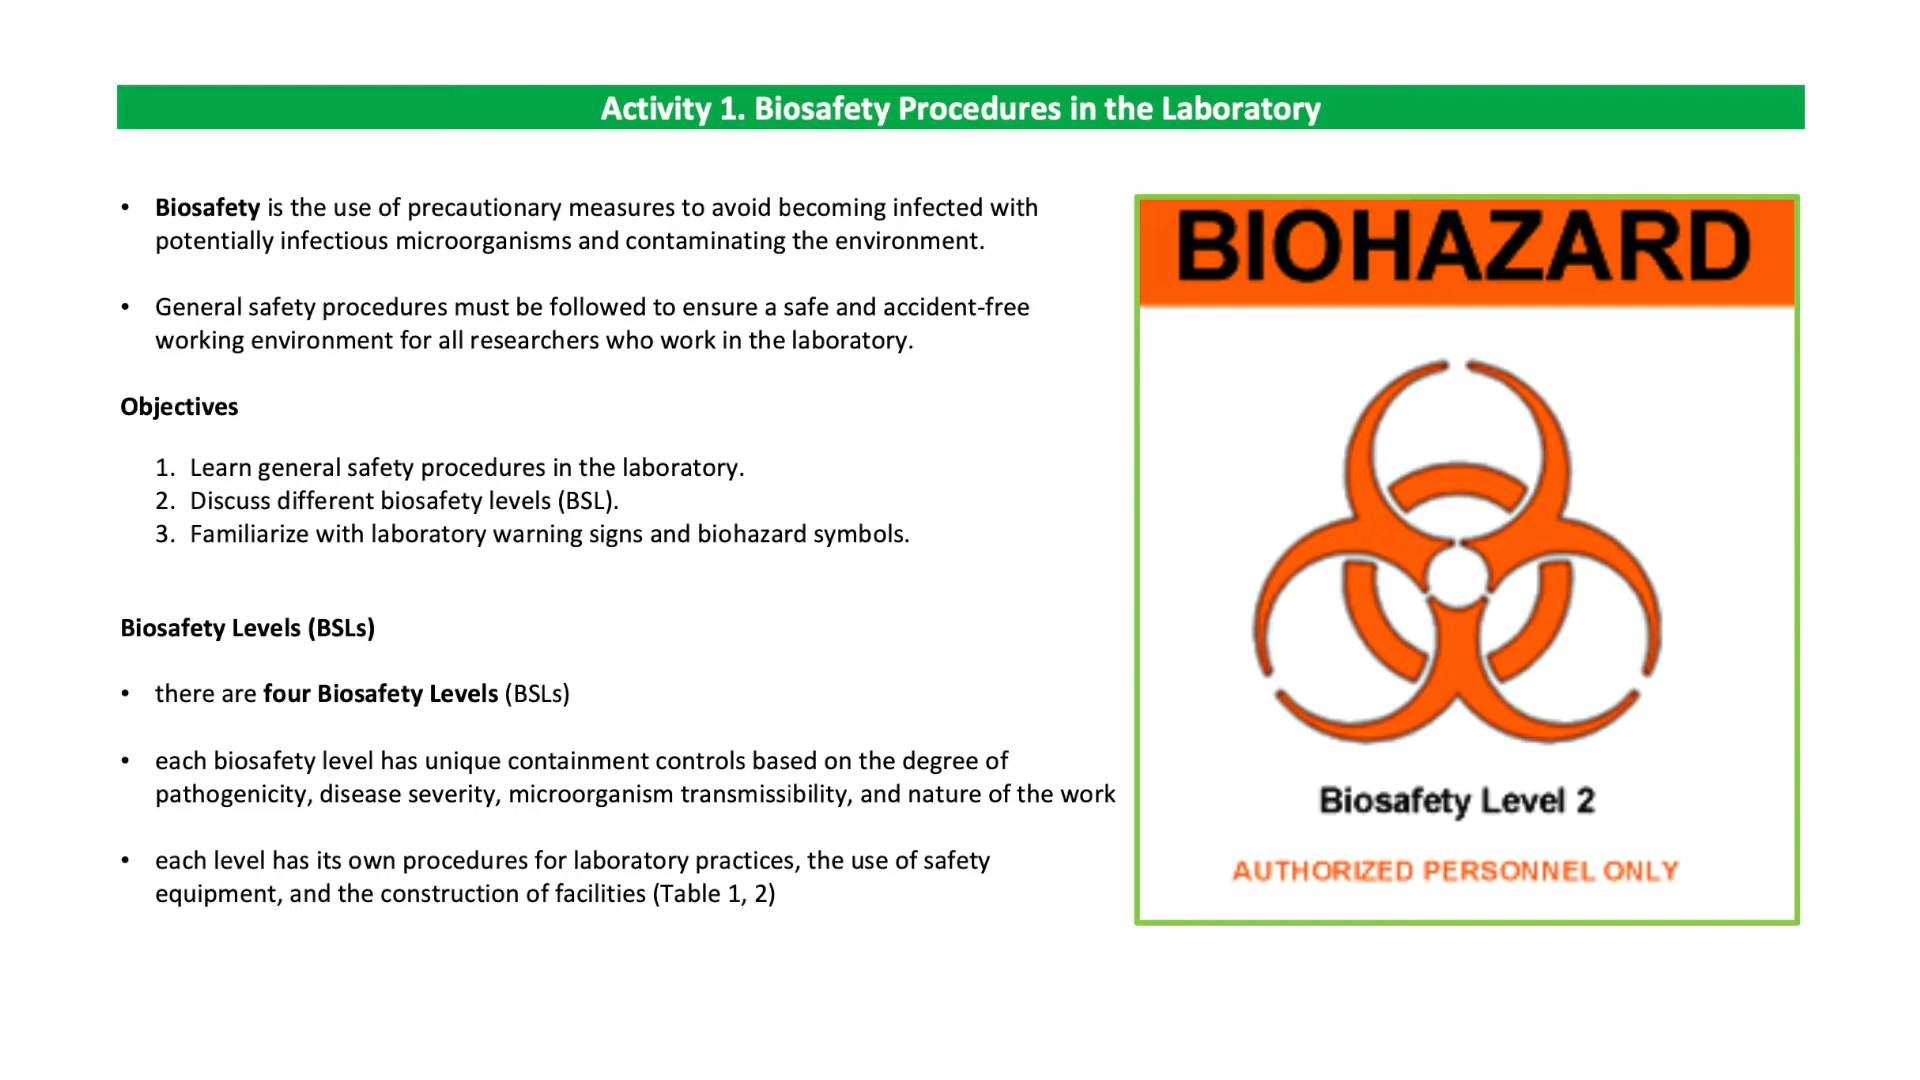 Activity 1. Biosafety Procedures in the Laboratory
• Biosafety is the use of precautionary measures to avoid becoming infected with
potentially infectious microorganisms and contaminating the environment.
• General safety procedures must be followed to ensure a safe and accident-free
working environment for all researchers who work in the laboratory.
Objectives
1. Learn general safety procedures in the laboratory.
2. Discuss different biosafety levels (BSL).
3. Familiarize with laboratory warning signs and biohazard symbols.
Biosafety Levels (BSLs)
• there are four Biosafety Levels (BSLs)
• each biosafety level has unique containment controls based on the degree of
pathogenicity, disease severity, microorganism transmissibility, and nature of the work
• each level has its own procedures for laboratory practices, the use of safety
equipment, and the construction of facilities (Table 1, 2)
BIOHAZARD
Biosafety Level 2
AUTHORIZED PERSONNEL ONLY